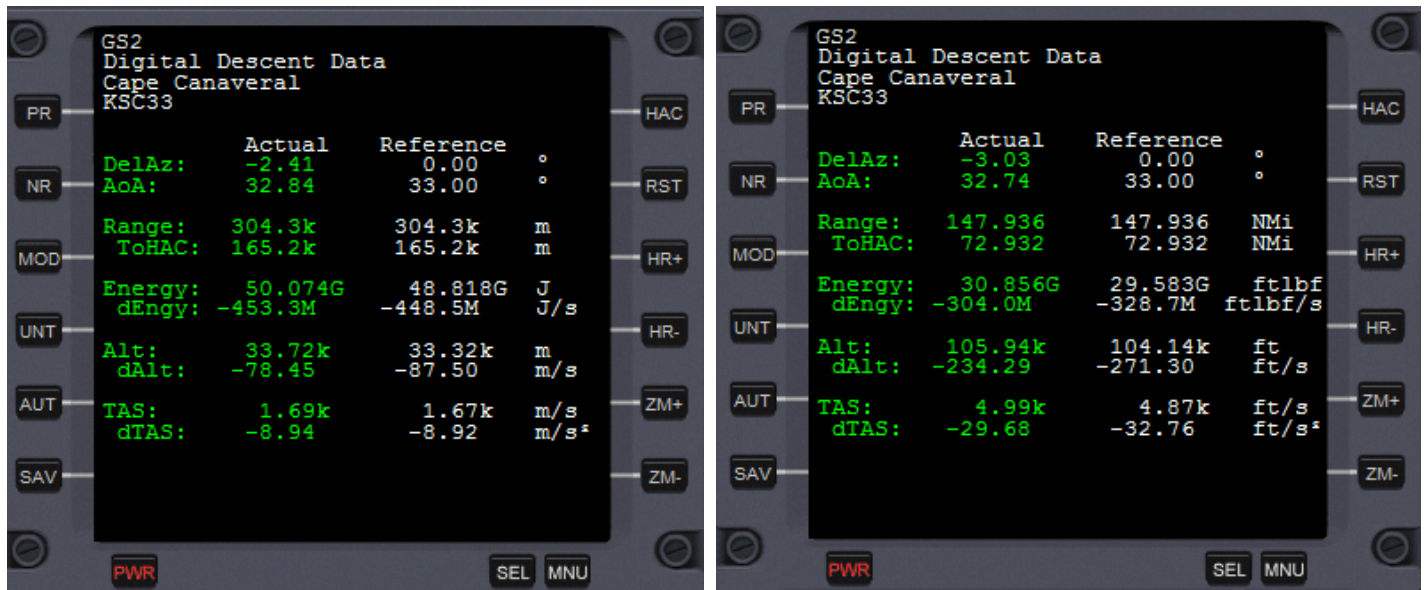 GS2
Digital Descent Data
Cape Canaveral
KSC33
Actual Reference
DelAz: -2.41 0.00 °
AoA: 32.84 33.00 °
Range: 304.3k 304.3k m
ToHAC: 165.2k 165.2k m
Energy: 50.074G 48.818G J
dEngy: -453.3M -448.5M J/s
Alt: 33.72k 33.32k m
dAlt: -78.45 -87.50 m/s
TAS: 1.69k 1.67k m/s
dTAS: -8.94 -8.92 m/s²
PR
NR
MOD
UNT
AUT
SAV
HAC
RST
HR+
HR-
ZM+
ZM-
PWR
SEL
MNU
GS2
Digital Descent Data
Cape Canaveral
KSC33
Actual Reference
DelAz: -3.03 0.00 °
AoA: 32.74 33.00 °
Range: 147.936 147.936 NMi
ToHAC: 72.932 72.932 NMi
Energy: 30.856G 29.583G ftlbf
dEngy: -304.0M -328.7M ftlbf/s
Alt: 105.94k 104.14k ft
dAlt: -234.29 -271.30 ft/s
TAS: 4.99k 4.87k ft/s
dTAS: -29.68 -32.76 ft/s²
PR
NR
MOD
UNT
AUT
SAV
HAC
RST
HR+
HR-
ZM+
ZM-
PWR
SEL
MNU